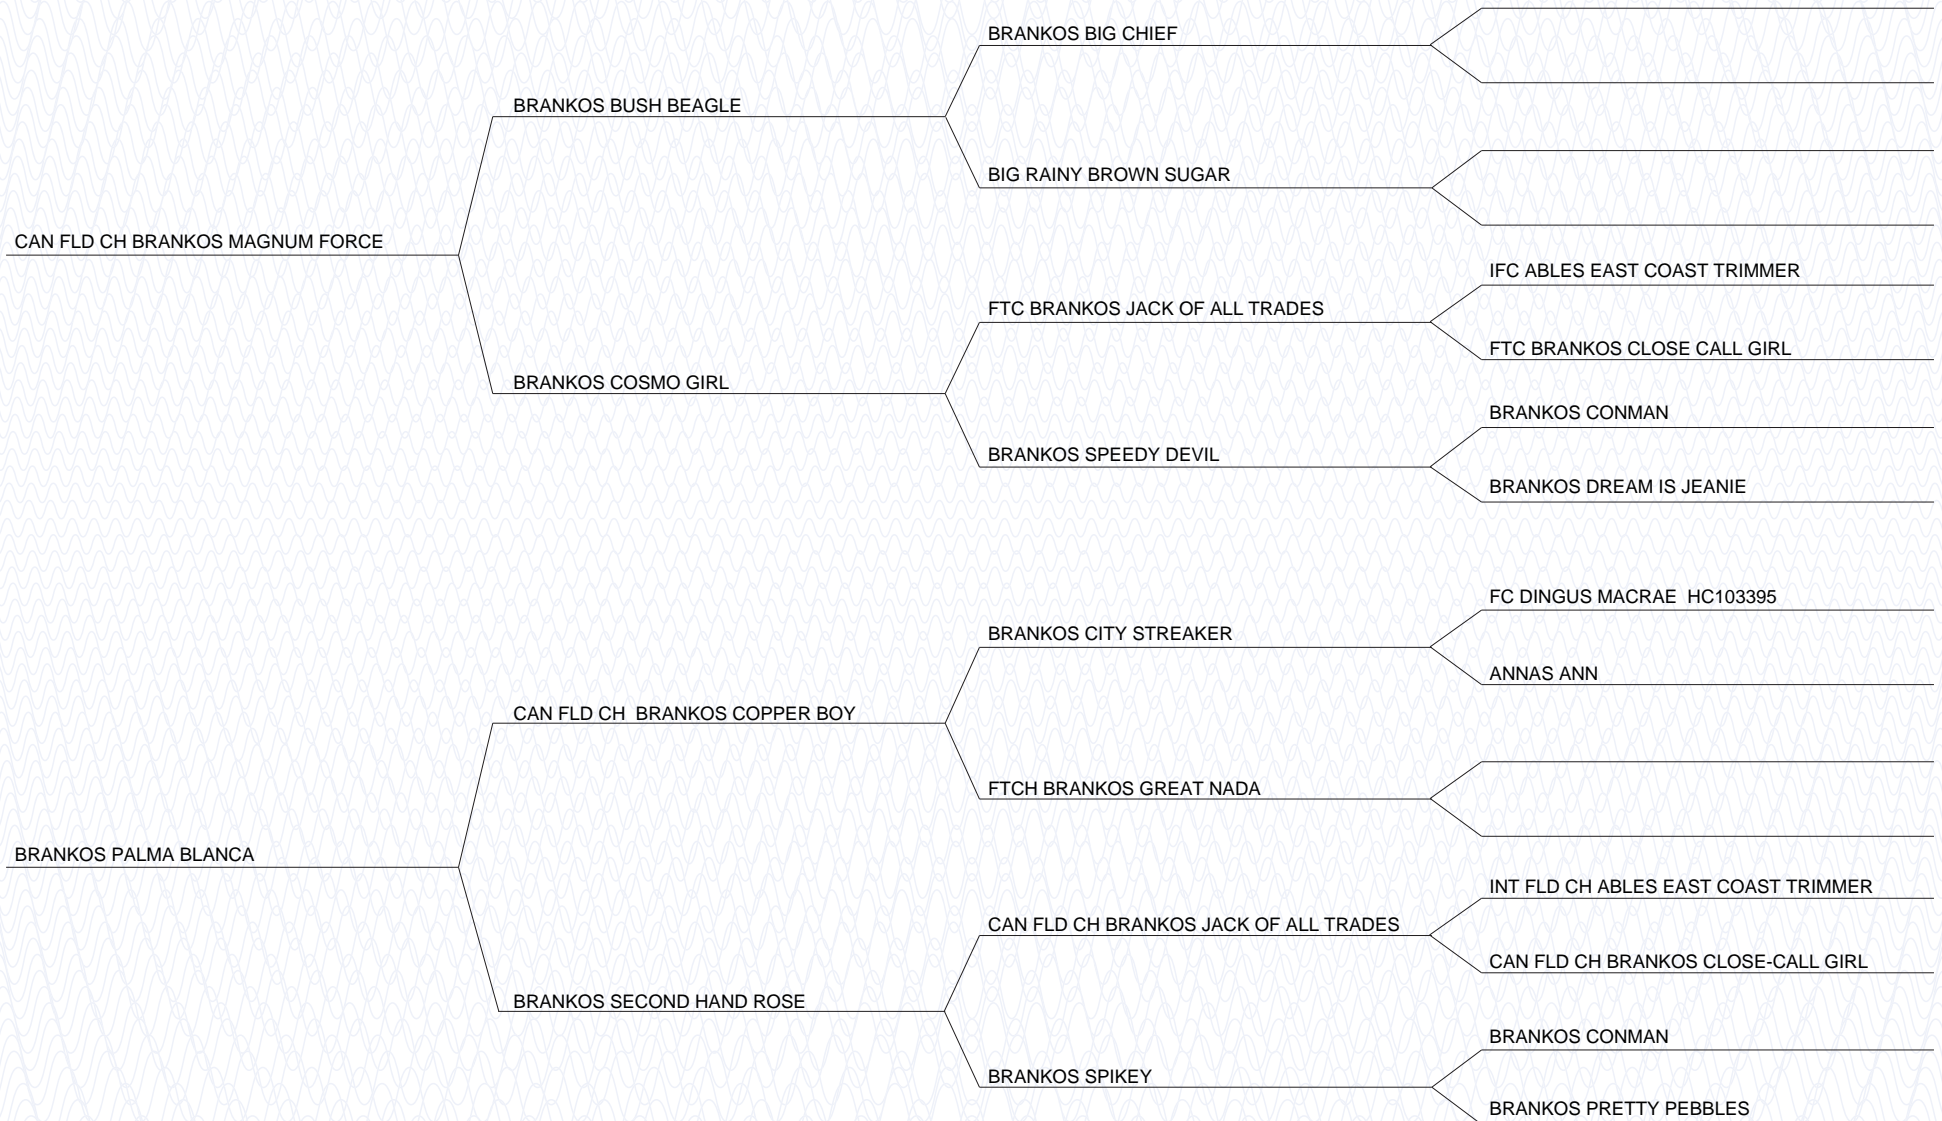 BRANKOS BIG CHIEF
BRANKOS BUSH BEAGLE
BIG RAINY BROWN SUGAR
CAN FLD CH BRANKOS MAGNUM FORCE
IFC ABLES EAST COAST TRIMMER
FTC BRANKOS JACK OF ALL TRADES
FTC BRANKOS CLOSE CALL GIRL
BRANKOS COSMO GIRL
BRANKOS CONMAN
BRANKOS SPEEDY DEVIL
BRANKOS DREAM IS JEANIE
FC DINGUS MACRAE  HC103395
BRANKOS CITY STREAKER
ANNAS ANN
CAN FLD CH  BRANKOS COPPER BOY
FTCH BRANKOS GREAT NADA
BRANKOS PALMA BLANCA
INT FLD CH ABLES EAST COAST TRIMMER
CAN FLD CH BRANKOS JACK OF ALL TRADES
CAN FLD CH BRANKOS CLOSE-CALL GIRL
BRANKOS SECOND HAND ROSE
BRANKOS CONMAN
BRANKOS SPIKEY
BRANKOS PRETTY PEBBLES